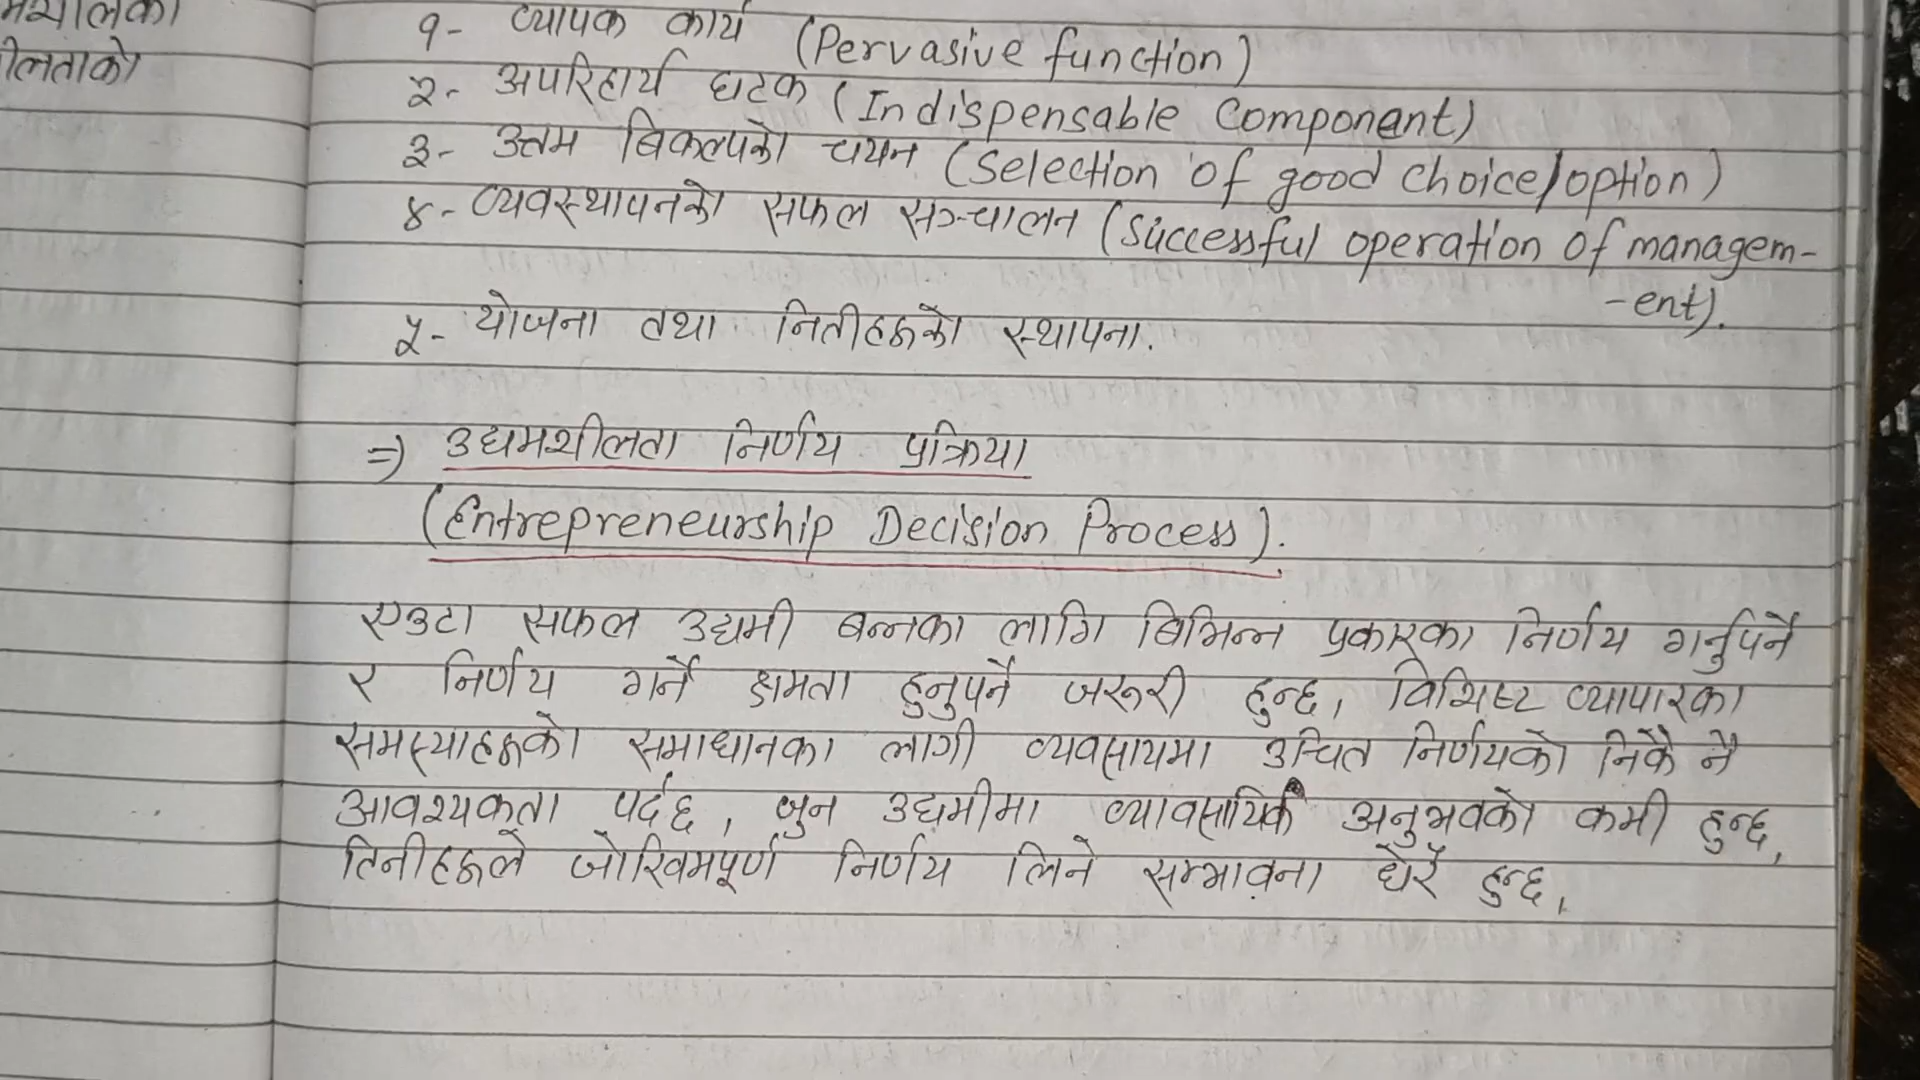 १- व्यापक कार्य (Pervasive function)
२- अपरिहार्य घटक (Indispensable Component)
३- उत्तम बिकल्पको चयन (Selection of good choice/option)
४- व्यवस्थापनको सफल सञ्चालन (Successful operation of managem-
-ent).
५- योजना तथा नितीहरूको स्थापना.
=) उद्यमशीलता निर्णय प्रक्रिया
(Entrepreneurship Decision Process).
एउटा सफल उद्यमी बन्नका लागि बिभिन्न प्रकारका निर्णय गर्नुपर्ने
र निर्णय गर्ने क्षमता हुनुपर्ने जरूरी हुन्छ, विशिष्ट व्यापारका
समस्याहरूको समाधानका लागी व्यवसायमा उचित निर्णयको निकै नै
आवश्यकता पर्दछ, जुन उद्यमीमा व्यावसायिक अनुभवको कमी हुन्छ,
तिनीहरूले जोखिमपूर्ण निर्णय लिने सम्भावना धेरै हुन्छ,